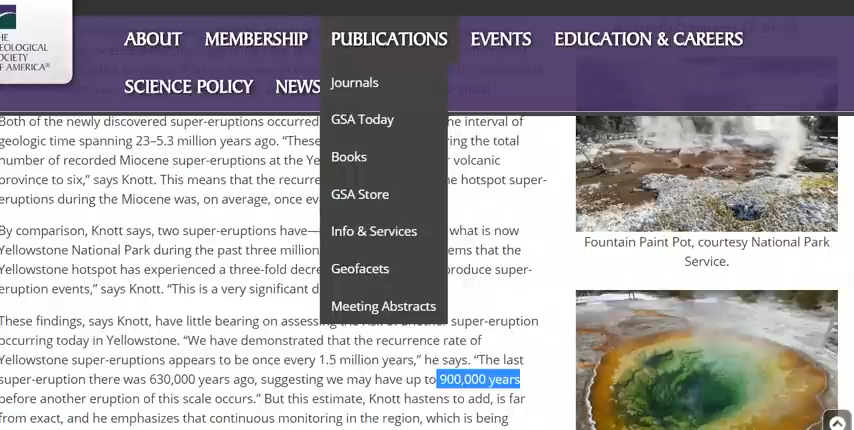 HE
EOLOGICAL
OCIETY
F AMERICA®
ABOUT MEMBERSHIP PUBLICATIONS EVENTS EDUCATION & CAREERS
SCIENCE POLICY NEWS
Journals
GSA Today
Books
GSA Store
Info & Services
Geofacets
Meeting Abstracts
Both of the newly discovered super-eruptions occurred he interval of
geologic time spanning 23–5.3 million years ago. “These ring the total
number of recorded Miocene super-eruptions at the Ye r volcanic
province to six,” says Knott. This means that the recurre he hotspot super-
eruptions during the Miocene was, on average, once ev
By comparison, Knott says, two super-eruptions have— what is now
Yellowstone National Park during the past three million ems that the
Yellowstone hotspot has experienced a three-fold decre produce super-
eruption events,” says Knott. “This is a very significant d
These findings, says Knott, have little bearing on assessing the risk of another super-eruption
occurring today in Yellowstone. “We have demonstrated that the recurrence rate of
Yellowstone super-eruptions appears to be once every 1.5 million years,” he says. “The last
super-eruption there was 630,000 years ago, suggesting we may have up to 900,000 years
before another eruption of this scale occurs.” But this estimate, Knott hastens to add, is far
from exact, and he emphasizes that continuous monitoring in the region, which is being
Fountain Paint Pot, courtesy National Park
Service.